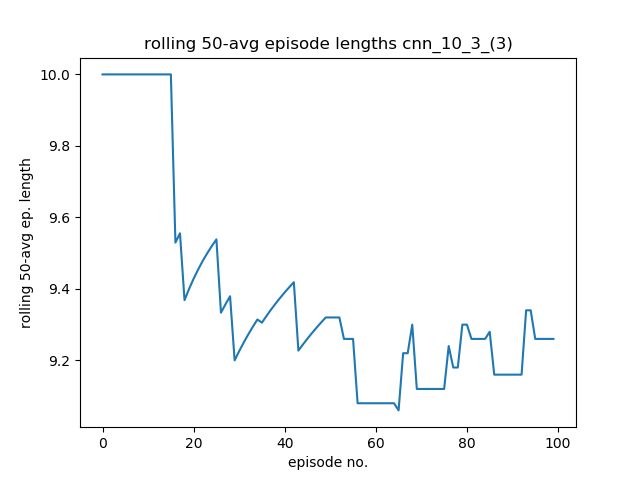 rolling 50-avg episode lengths cnn_10_3_(3)
10.0
9.8
9.6
9.4
9.2
rolling 50-avg ep. length
0 20 40 60 80 100
episode no.